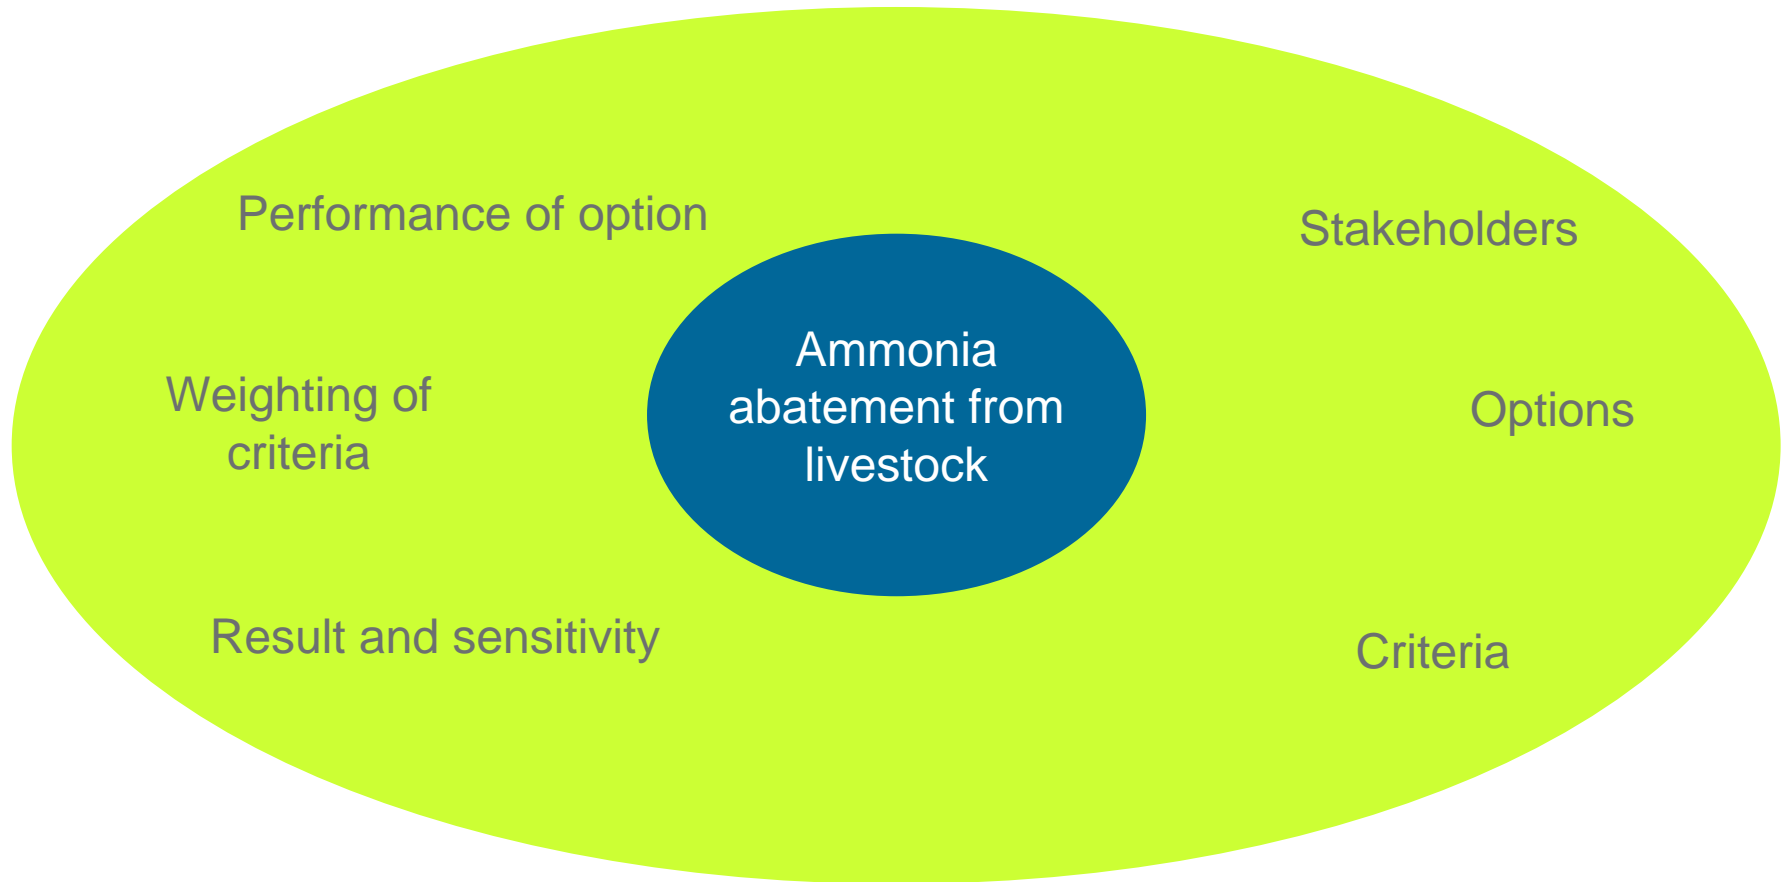 Performance of option
Stakeholders
Ammonia
abatement from
livestock
Weighting of
criteria
Options
Result and sensitivity
Criteria